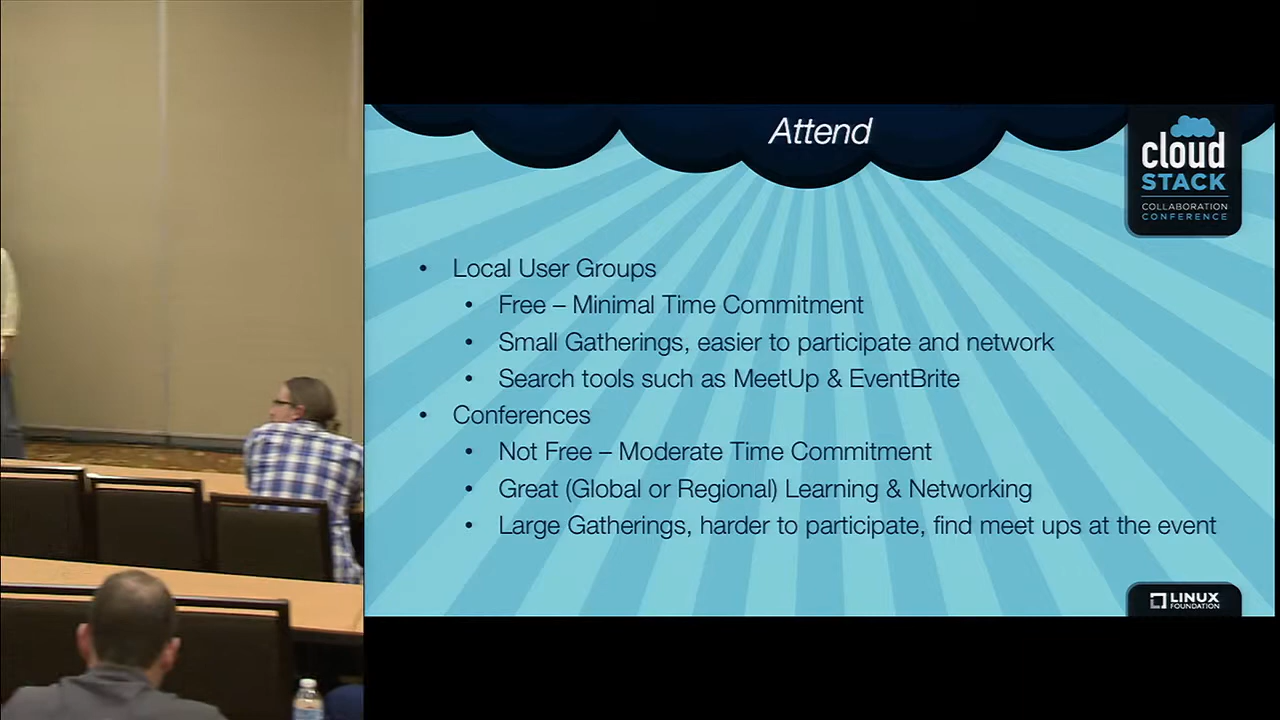 Attend
cloud
STACK
COLLABORATION
CONFERENCE
• Local User Groups
• Free – Minimal Time Commitment
• Small Gatherings, easier to participate and network
• Search tools such as MeetUp & EventBrite
• Conferences
• Not Free – Moderate Time Commitment
• Great (Global or Regional) Learning & Networking
• Large Gatherings, harder to participate, find meet ups at the event
LINUX
FOUNDATION